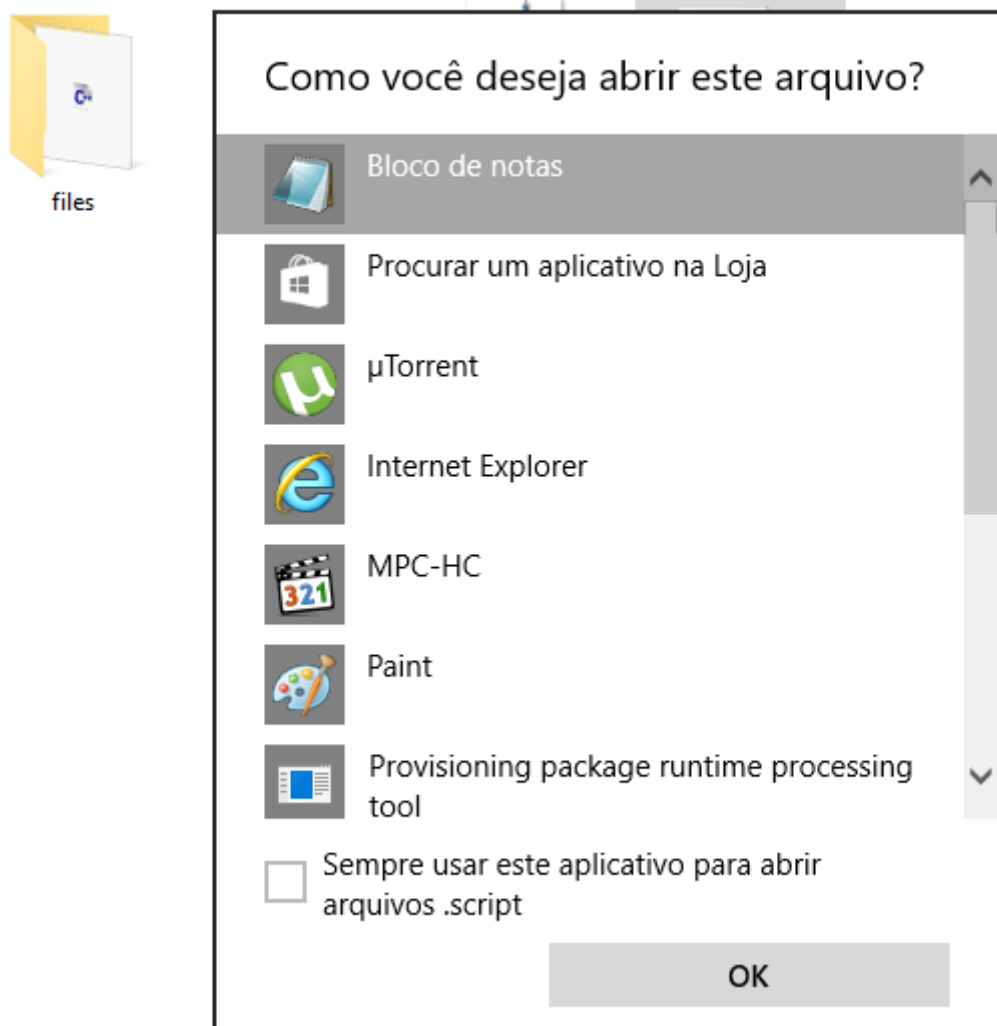 files
Como você deseja abrir este arquivo?
Bloco de notas
Procurar um aplicativo na Loja
µTorrent
Internet Explorer
MPC-HC
321
Paint
Provisioning package runtime processing
tool
Sempre usar este aplicativo para abrir
arquivos .script
OK